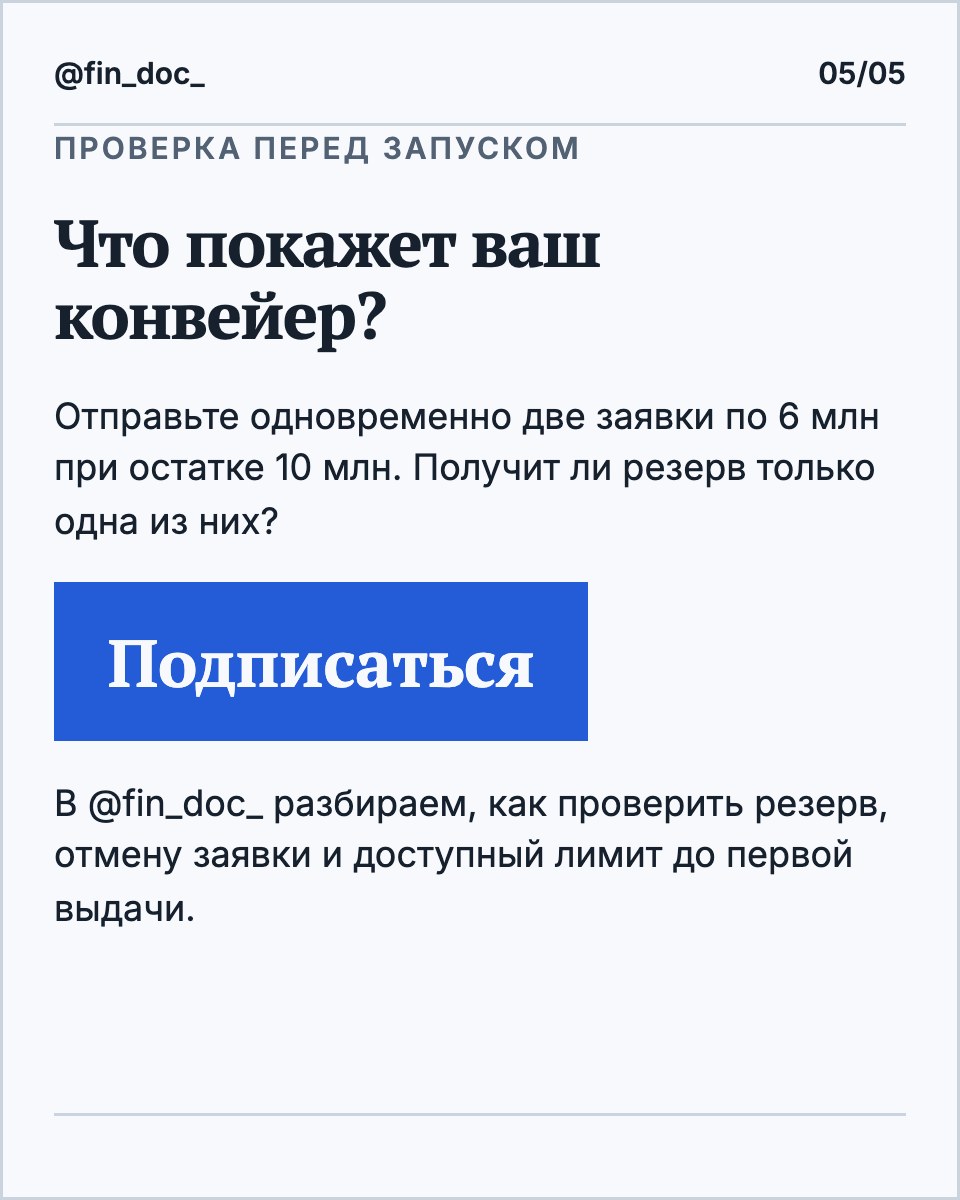 @fin_doc_
05/05
ПРОВЕРКА ПЕРЕД ЗАПУСКОМ
Что покажет ваш
конвейер?
Отправьте одновременно две заявки по 6 млн
при остатке 10 млн. Получит ли резерв только
одна из них?
Подписаться
В @fin_doc_ разбираем, как проверить резерв,
отмену заявки и доступный лимит до первой
выдачи.